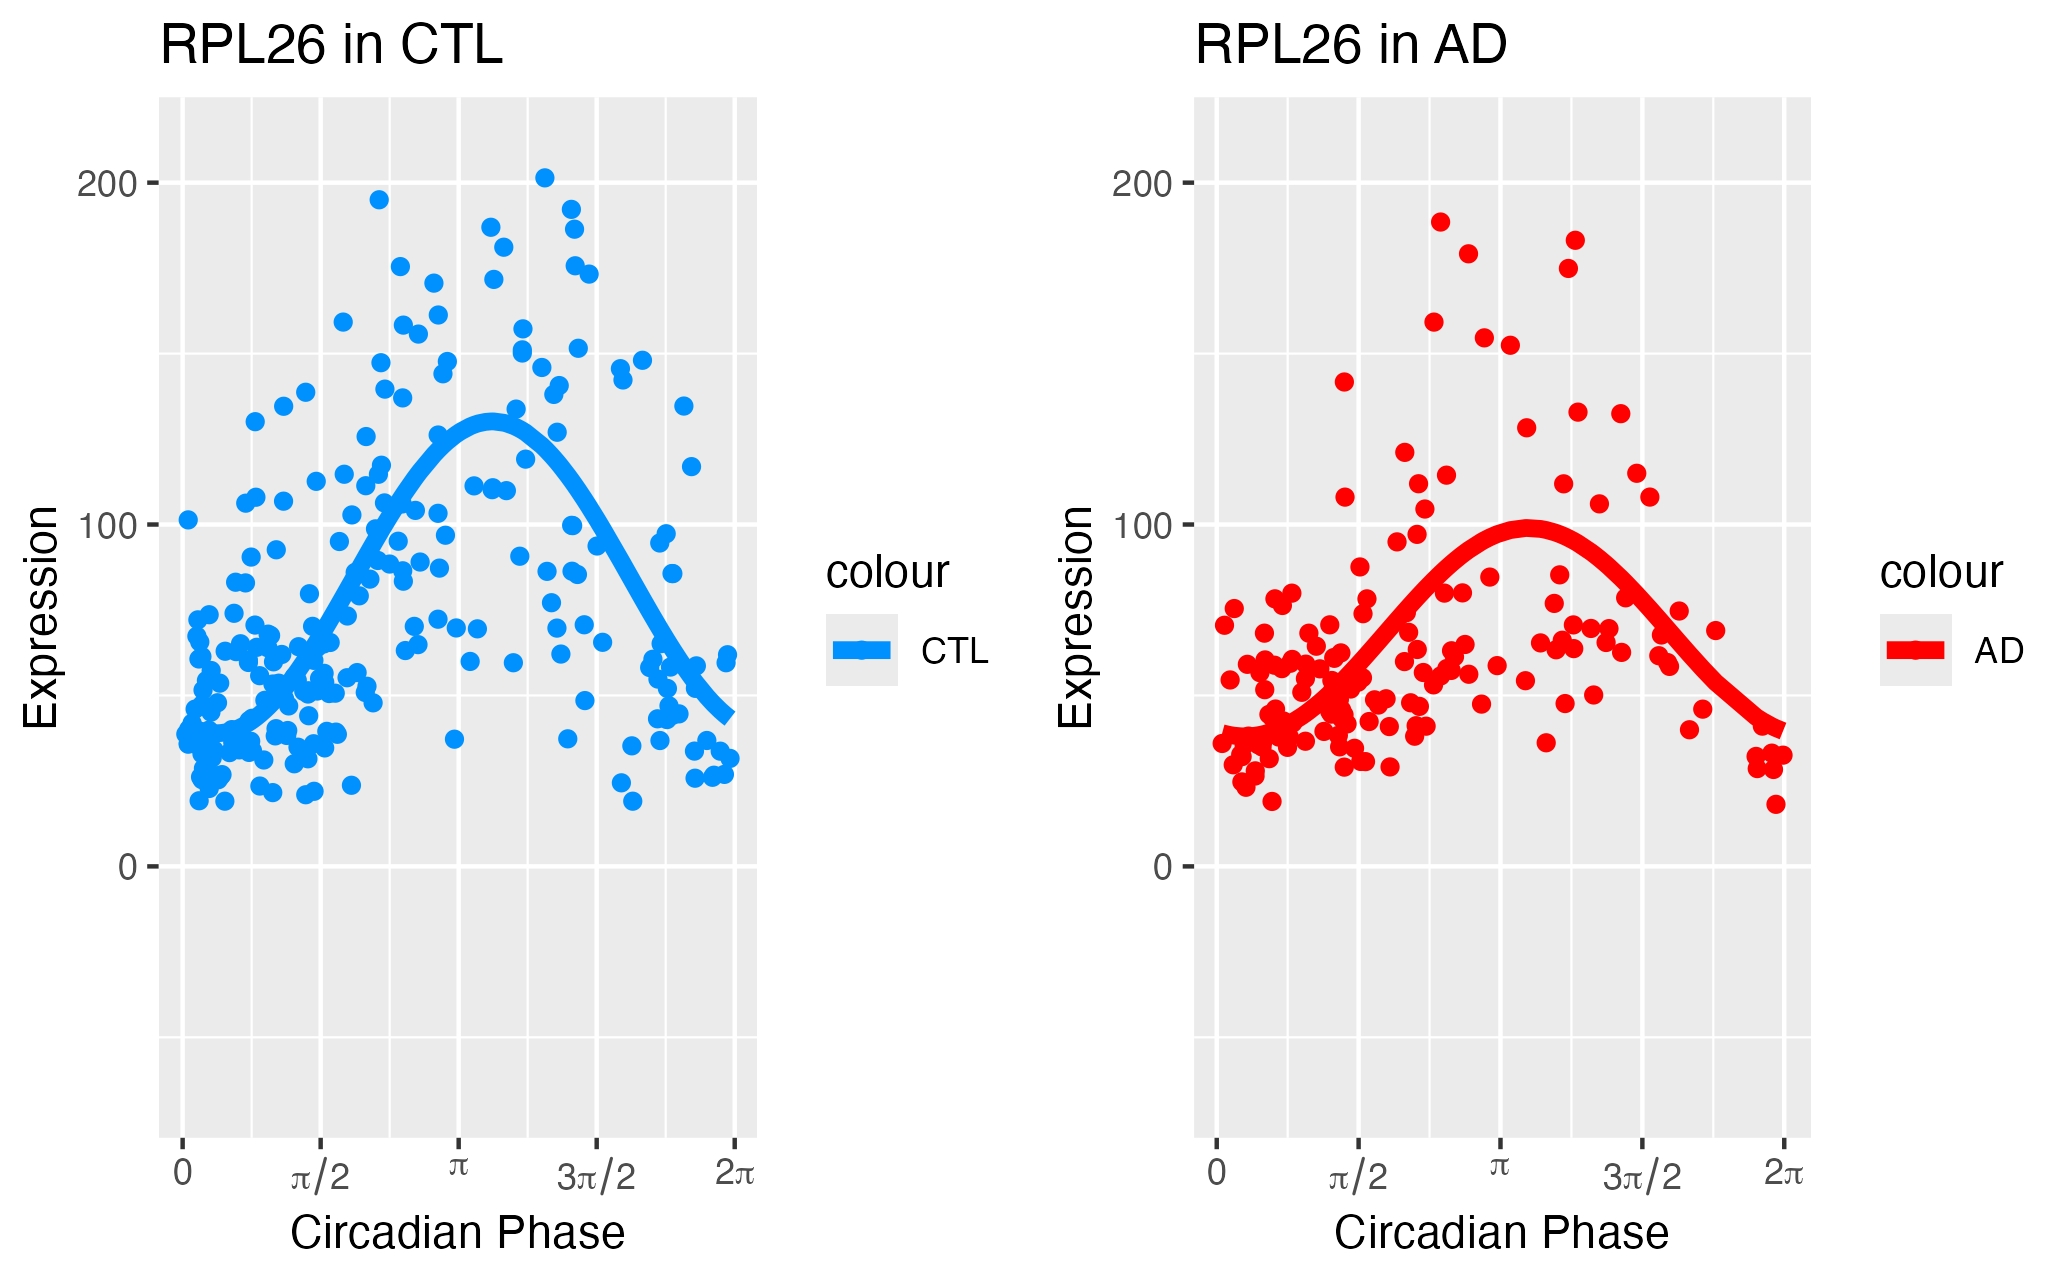 RPL26 in CTL
200
100
0
Expression
0 π/2 π 3π/2 2π
Circadian Phase
colour
CTL
RPL26 in AD
200
100
0
Expression
0 π/2 π 3π/2 2π
Circadian Phase
colour
AD